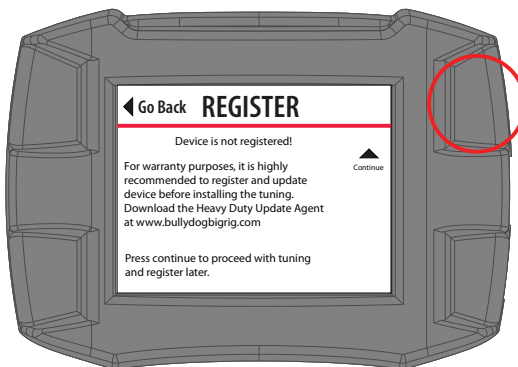 Go Back REGISTER
Device is not registered!
Continue
For warranty purposes, it is highly
recommended to register and update
device before installing the tuning.
Download the Heavy Duty Update Agent
at www.bullydogbigrig.com
Press continue to proceed with tuning
and register later.